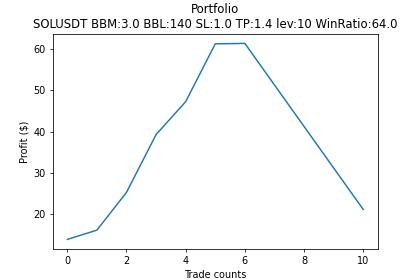 Portfolio
SOLUSDT BBM:3.0 BBL:140 SL:1.0 TP:1.4 lev:10 WinRatio:64.0
60
50
40
30
20
Profit ($)
0 2 4 6 8 10
Trade counts